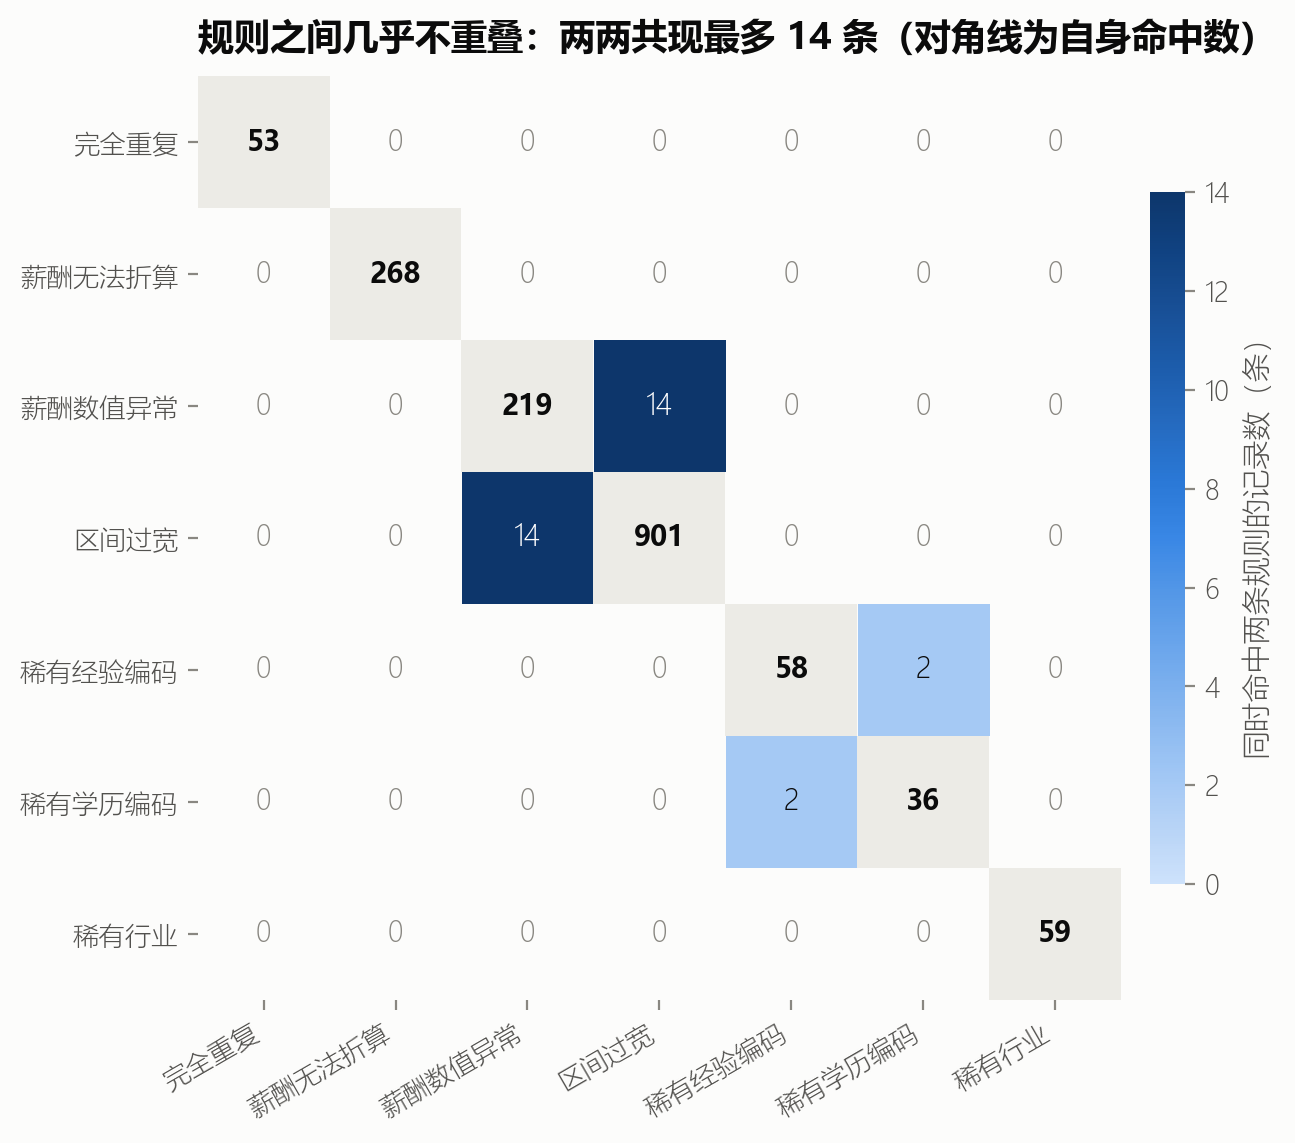 规则之间几乎不重叠：两两共现最多 14 条（对角线为自身命中数）
完全重复 53 0 0 0 0 0 0
薪酬无法折算 0 268 0 0 0 0 0
薪酬数值异常 0 0 219 14 0 0 0
区间过宽 0 0 14 901 0 0 0
稀有经验编码 0 0 0 0 58 2 0
稀有学历编码 0 0 0 0 2 36 0
稀有行业 0 0 0 0 0 0 59
完全重复
薪酬无法折算
薪酬数值异常
区间过宽
稀有经验编码
稀有学历编码
稀有行业
14
12
10
8
6
4
2
0
同时命中两条规则的记录数（条）